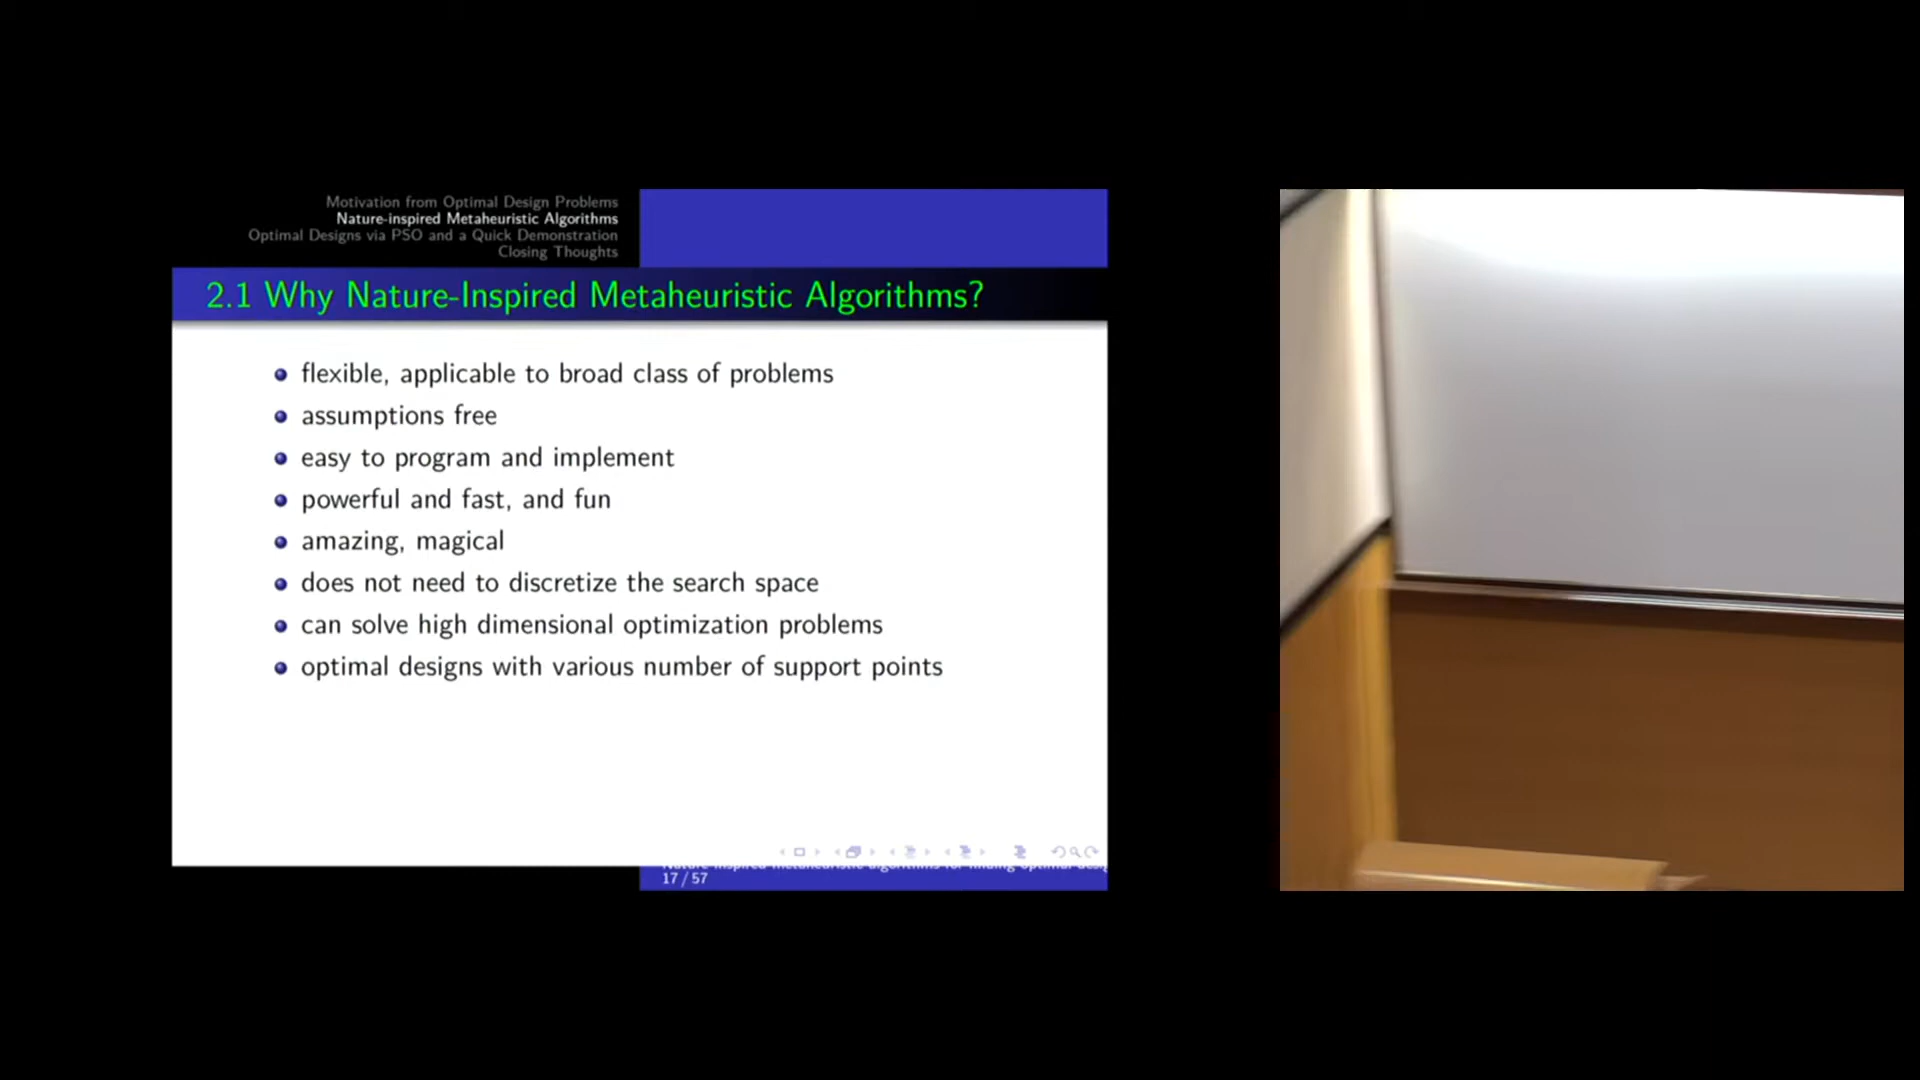 Motivation from Optimal Design Problems
Nature-inspired Metaheuristic Algorithms
Optimal Designs via PSO and a Quick Demonstration
Closing Thoughts
2.1 Why Nature-Inspired Metaheuristic Algorithms?
flexible, applicable to broad class of problems
assumptions free
easy to program and implement
powerful and fast, and fun
amazing, magical
does not need to discretize the search space
can solve high dimensional optimization problems
optimal designs with various number of support points
17 / 57